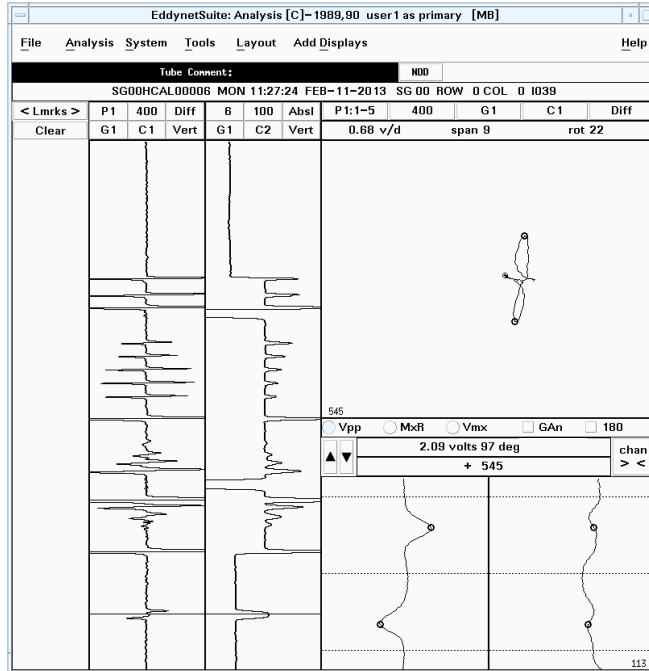 EddynetSuite: Analysis [C]-1989,90 user1 as primary [MB]
File Analysis System Tools Layout Add Displays Help
Tube Comment: NDD
SG00HCAL00006 MON 11:27:24 FEB-11-2013 SG 00 ROW 0 COL 0 I039
< Lmrks > P1 400 Diff 6 100 Absl P1:1-5 400 G1 C1 Diff
Clear G1 C1 Vert G1 C2 Vert 0.68 v/d span 9 rot 22
545
Vpp MxR Vmx GAn 180
2.09 volts 97 deg chan
+ 545 > <
113